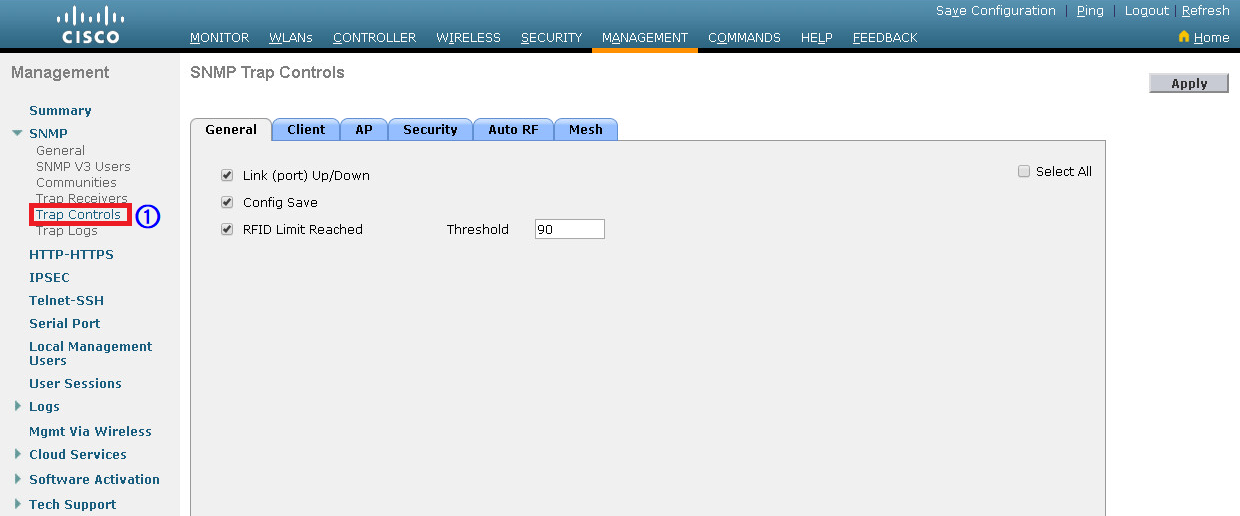 Save Configuration | Ping | Logout | Refresh
CISCO
MONITOR WLANs CONTROLLER WIRELESS SECURITY MANAGEMENT COMMANDS HELP FEEDBACK Home
Management
Summary
SNMP
General
SNMP V3 Users
Communities
Trap Receivers
Trap Controls 1
Trap Logs
HTTP-HTTPS
IPSEC
Telnet-SSH
Serial Port
Local Management
Users
User Sessions
Logs
Mgmt Via Wireless
Cloud Services
Software Activation
Tech Support
SNMP Trap Controls
Apply
General Client AP Security Auto RF Mesh
Link (port) Up/Down
Select All
Config Save
RFID Limit Reached Threshold 90